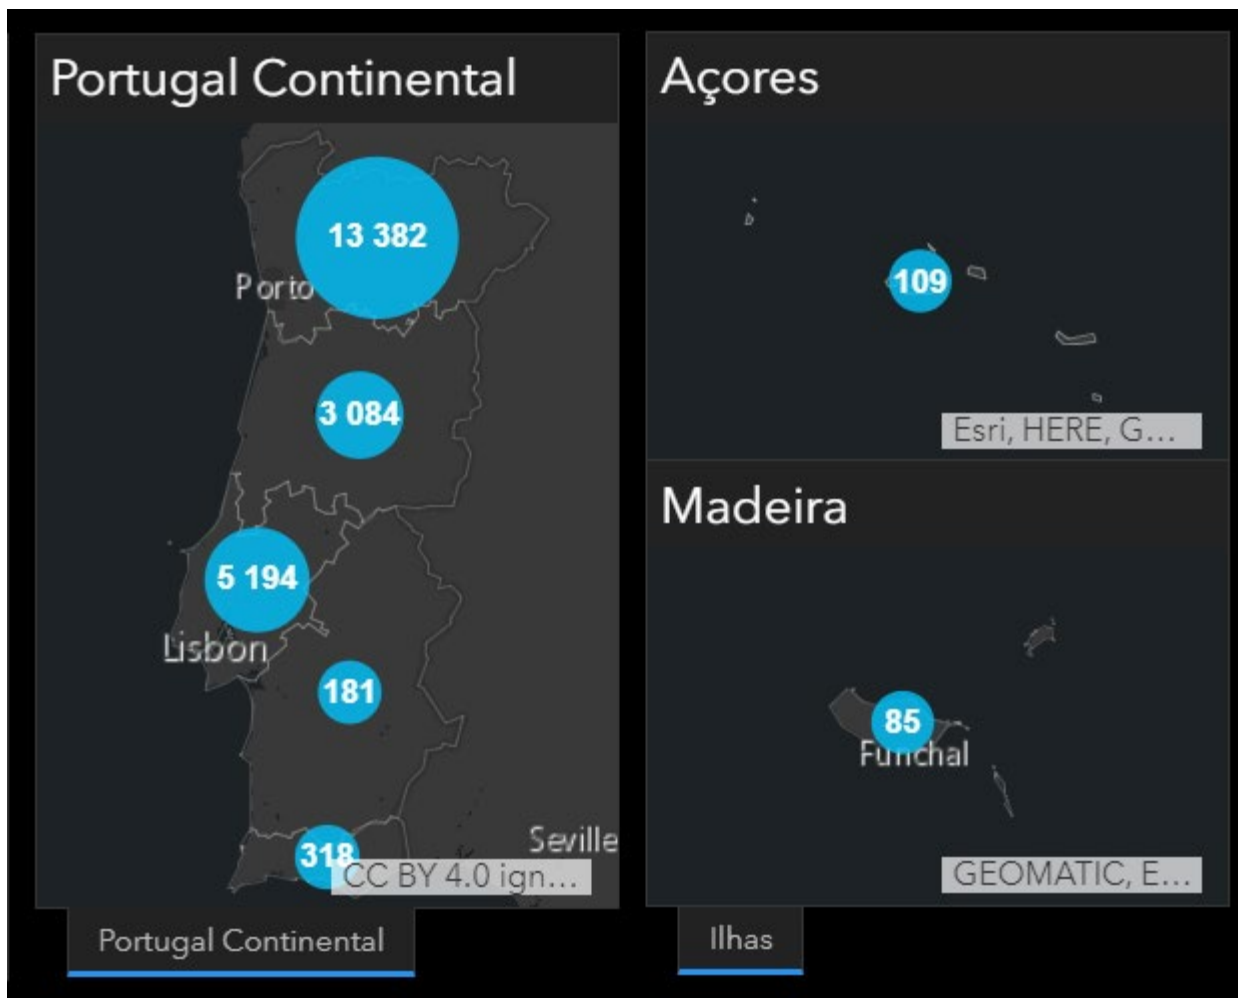 Portugal Continental
13 382
Porto
3 084
5 194
Lisbon
181
318
Seville
CC BY 4.0 ign...
Portugal Continental
Açores
109
Esri, HERE, G...
Madeira
85
Funchal
GEOMATIC, E...
Ilhas